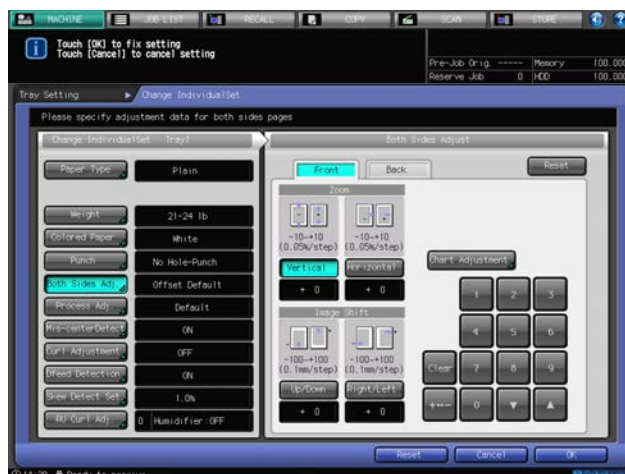 MACHINE JOB LIST RECALL COPY SCAN STORE
Touch [OK] to fix setting
Touch [Cancel] to cancel setting
Pre-Job Orig. ----- Memory 100.00
Reserve Job 0 HDD 100.00
Tray Setting Change IndividualSet
Please specify adjustment data for both sides pages
Change IndividualSet Tray1
Both Sides Adjust
Paper Type Plain
Weight 21-24 lb
Colored Paper White
Punch No Hole-Punch
Both Sides Adj. Offset Default
Process Adj. Default
Mis-centerDetect ON
Curl Adjustment OFF
Dfeed Detection ON
Skew Detect Set. 1.0%
RU Curl Adj. 0 Humidifier:OFF
Front Back Reset
Zoom
-10~+10 -10~+10
(0.05%/step) (0.05%/step)
Vertical Horizontal
+ 0 + 0
Image Shift
-100~+100 -100~+100
(0.1mm/step) (0.1mm/step)
Up/Down Right/Left
+ 0 + 0
Chart Adjustment
1 2 3
4 5 6
Clear 7 8 9
+↔- 0 ▼ ▲
Reset Cancel OK